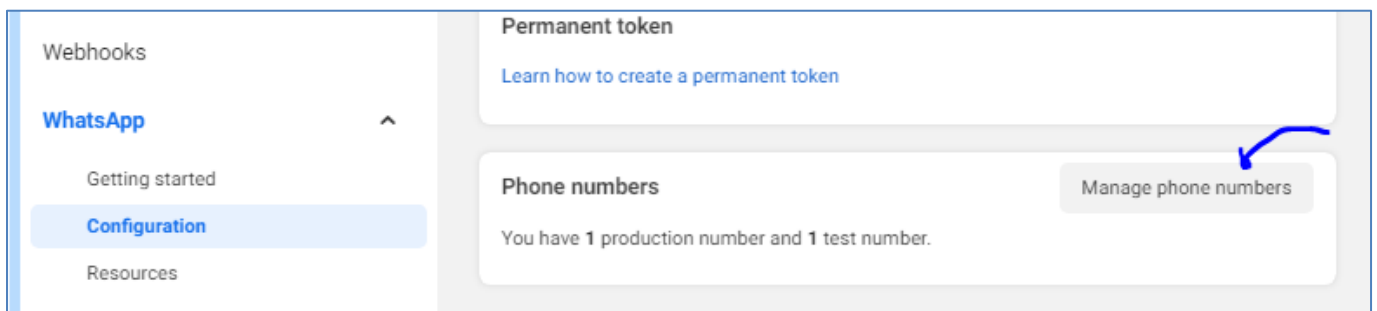 Webhooks
WhatsApp
Getting started
Configuration
Resources
Permanent token
Learn how to create a permanent token
Phone numbers
Manage phone numbers
You have 1 production number and 1 test number.